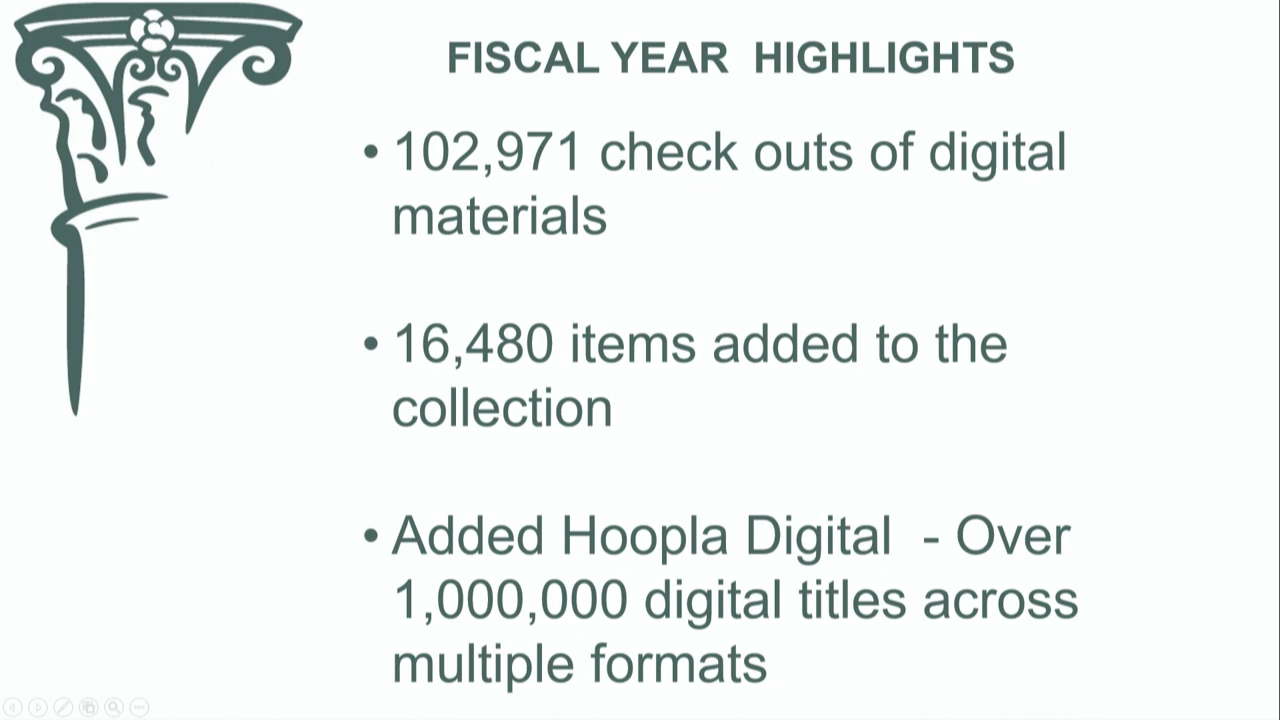 FISCAL YEAR  HIGHLIGHTS
• 102,971 check outs of digital
materials
• 16,480 items added to the
collection
• Added Hoopla Digital  - Over
1,000,000 digital titles across
multiple formats